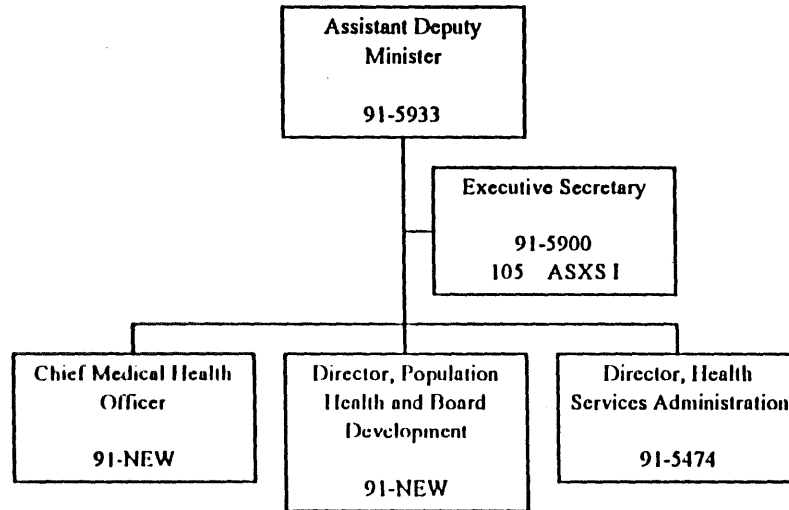 Assistant Deputy
Minister
91-5933
Executive Secretary
91-5900
105 ASXS I
Chief Medical Health
Officer
91-NEW
Director, Population
Health and Board
Development
91-NEW
Director, Health
Services Administration
91-5474